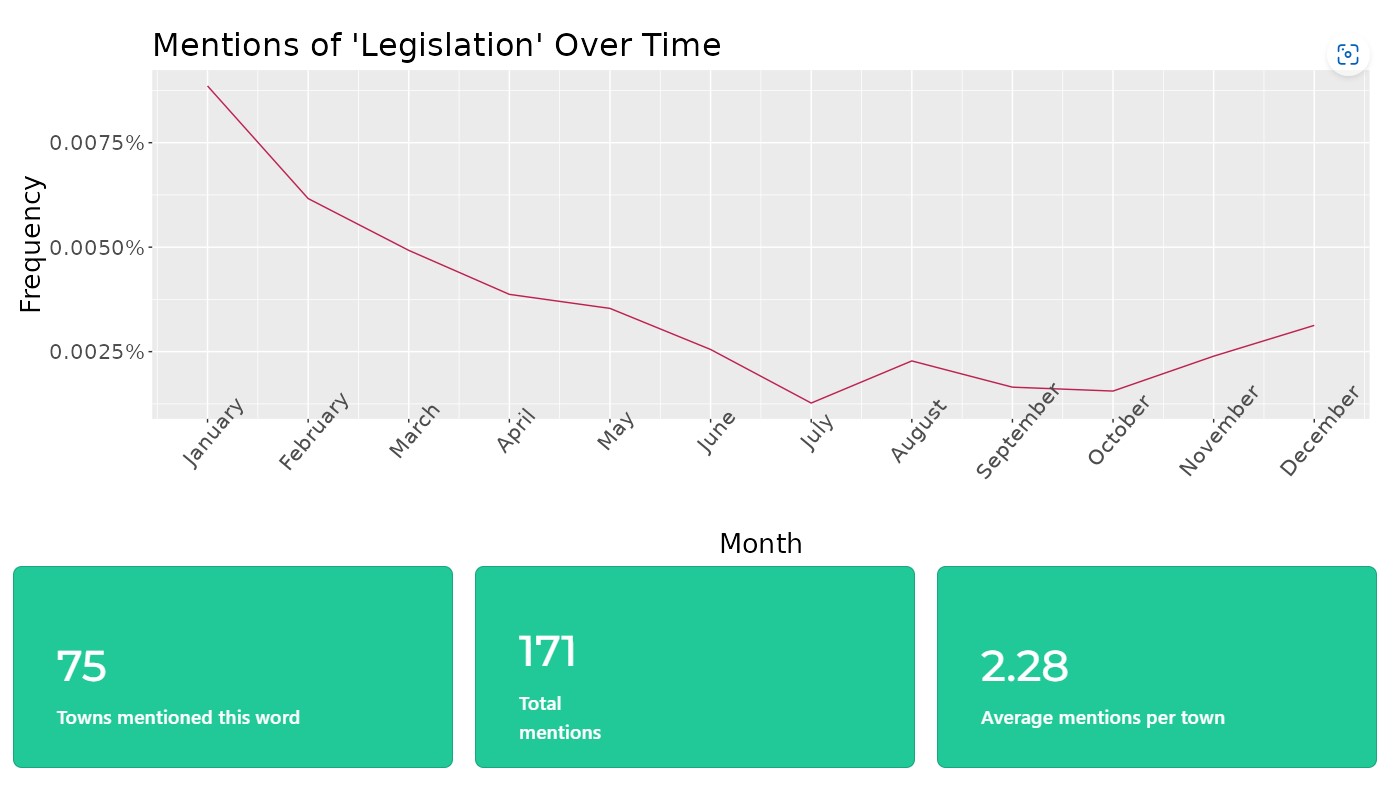 Mentions of 'Legislation' Over Time
Frequency
0.0075%
0.0050%
0.0025%
January
February
March
April
May
June
July
August
September
October
November
December
Month
75
Towns mentioned this word
171
Total
mentions
2.28
Average mentions per town